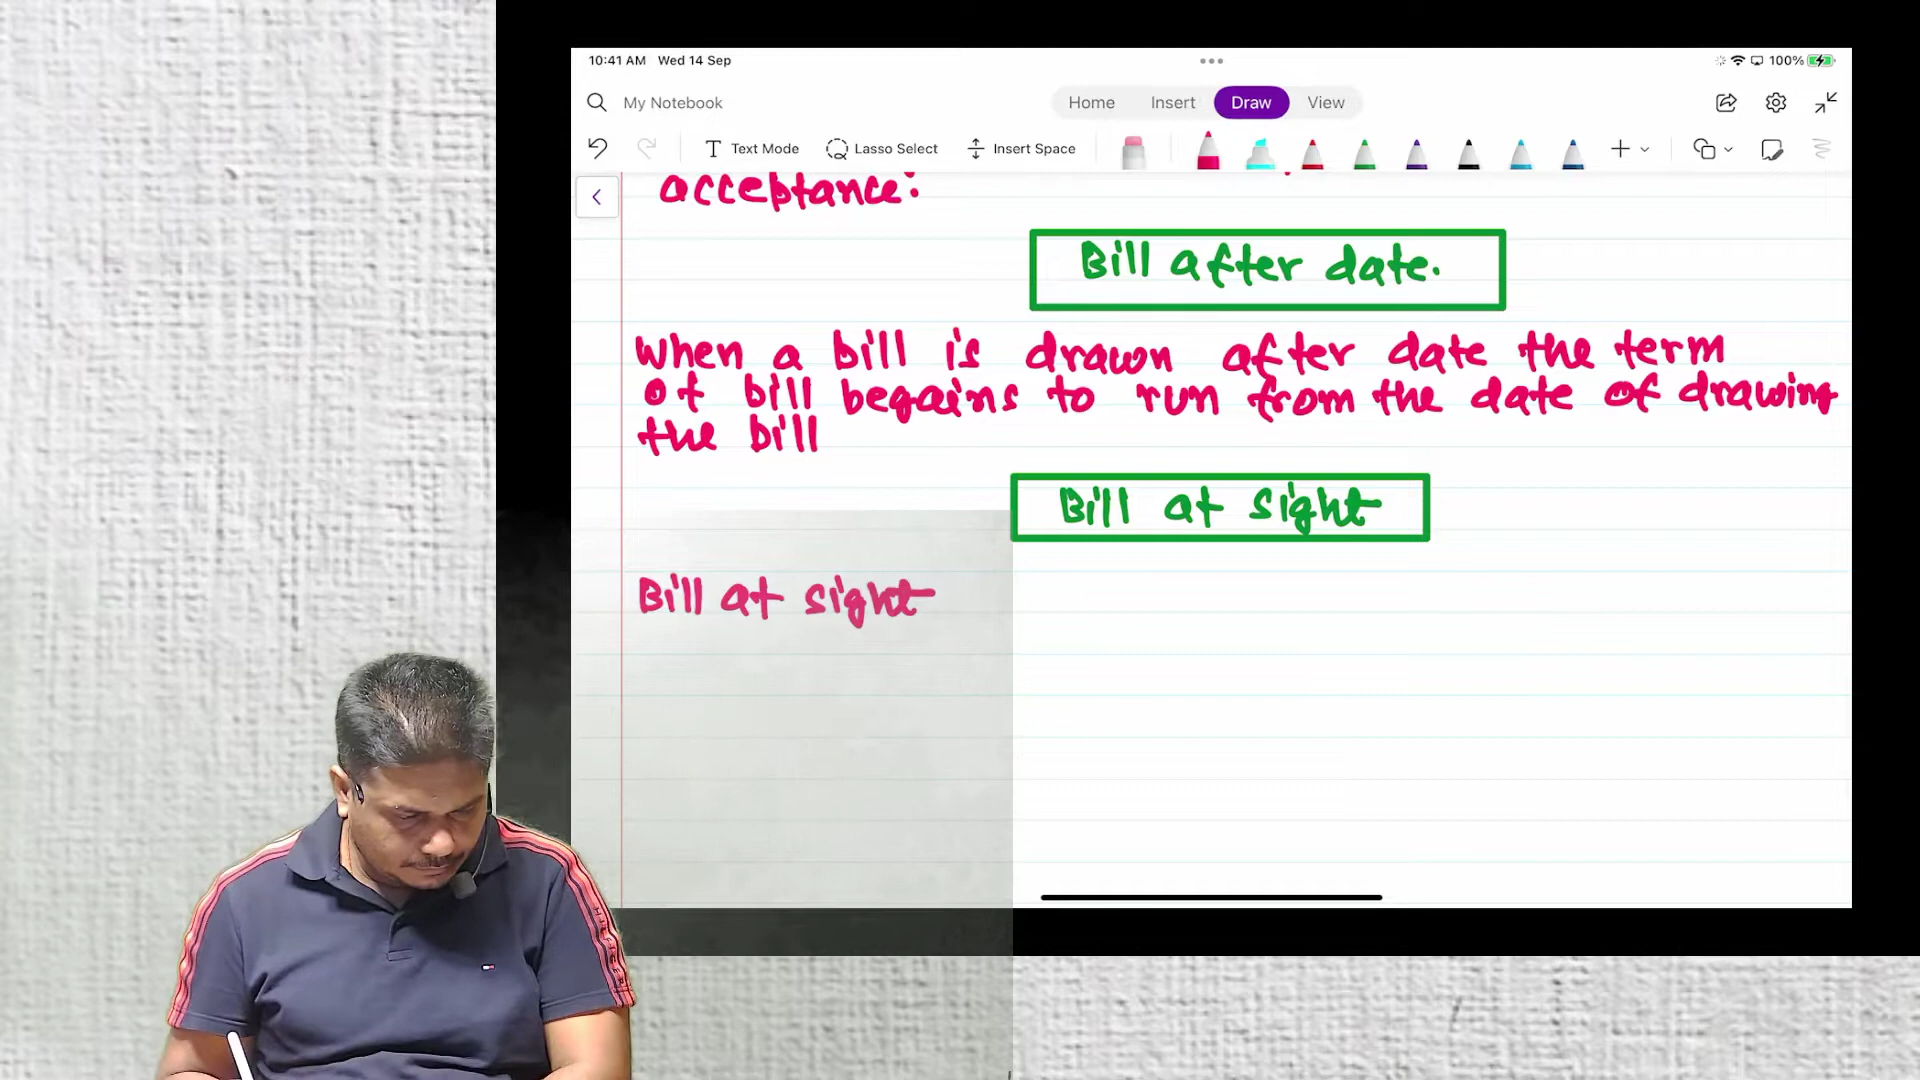 10:41 AM Wed 14 Sep
100%
My Notebook
Home Insert Draw View
Text Mode Lasso Select Insert Space
acceptance:
Bill after date.
When a bill is drawn after date the term
of bill begains to run from the date of drawing
the bill
Bill at sight
Bill at sight
HILFIGER